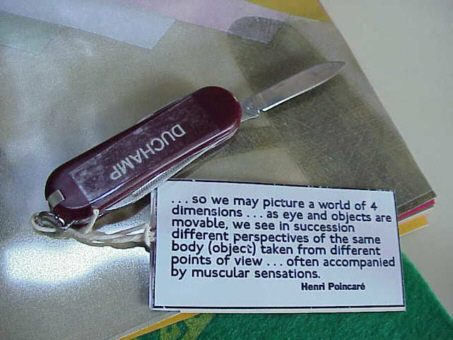 DUCHAMP
... so we may picture a world of 4
dimensions ... as eye and objects are
movable, we see in succession
different perspectives of the same
body (object) taken from different
points of view ... often accompanied
by muscular sensations.
Henri Poincaré